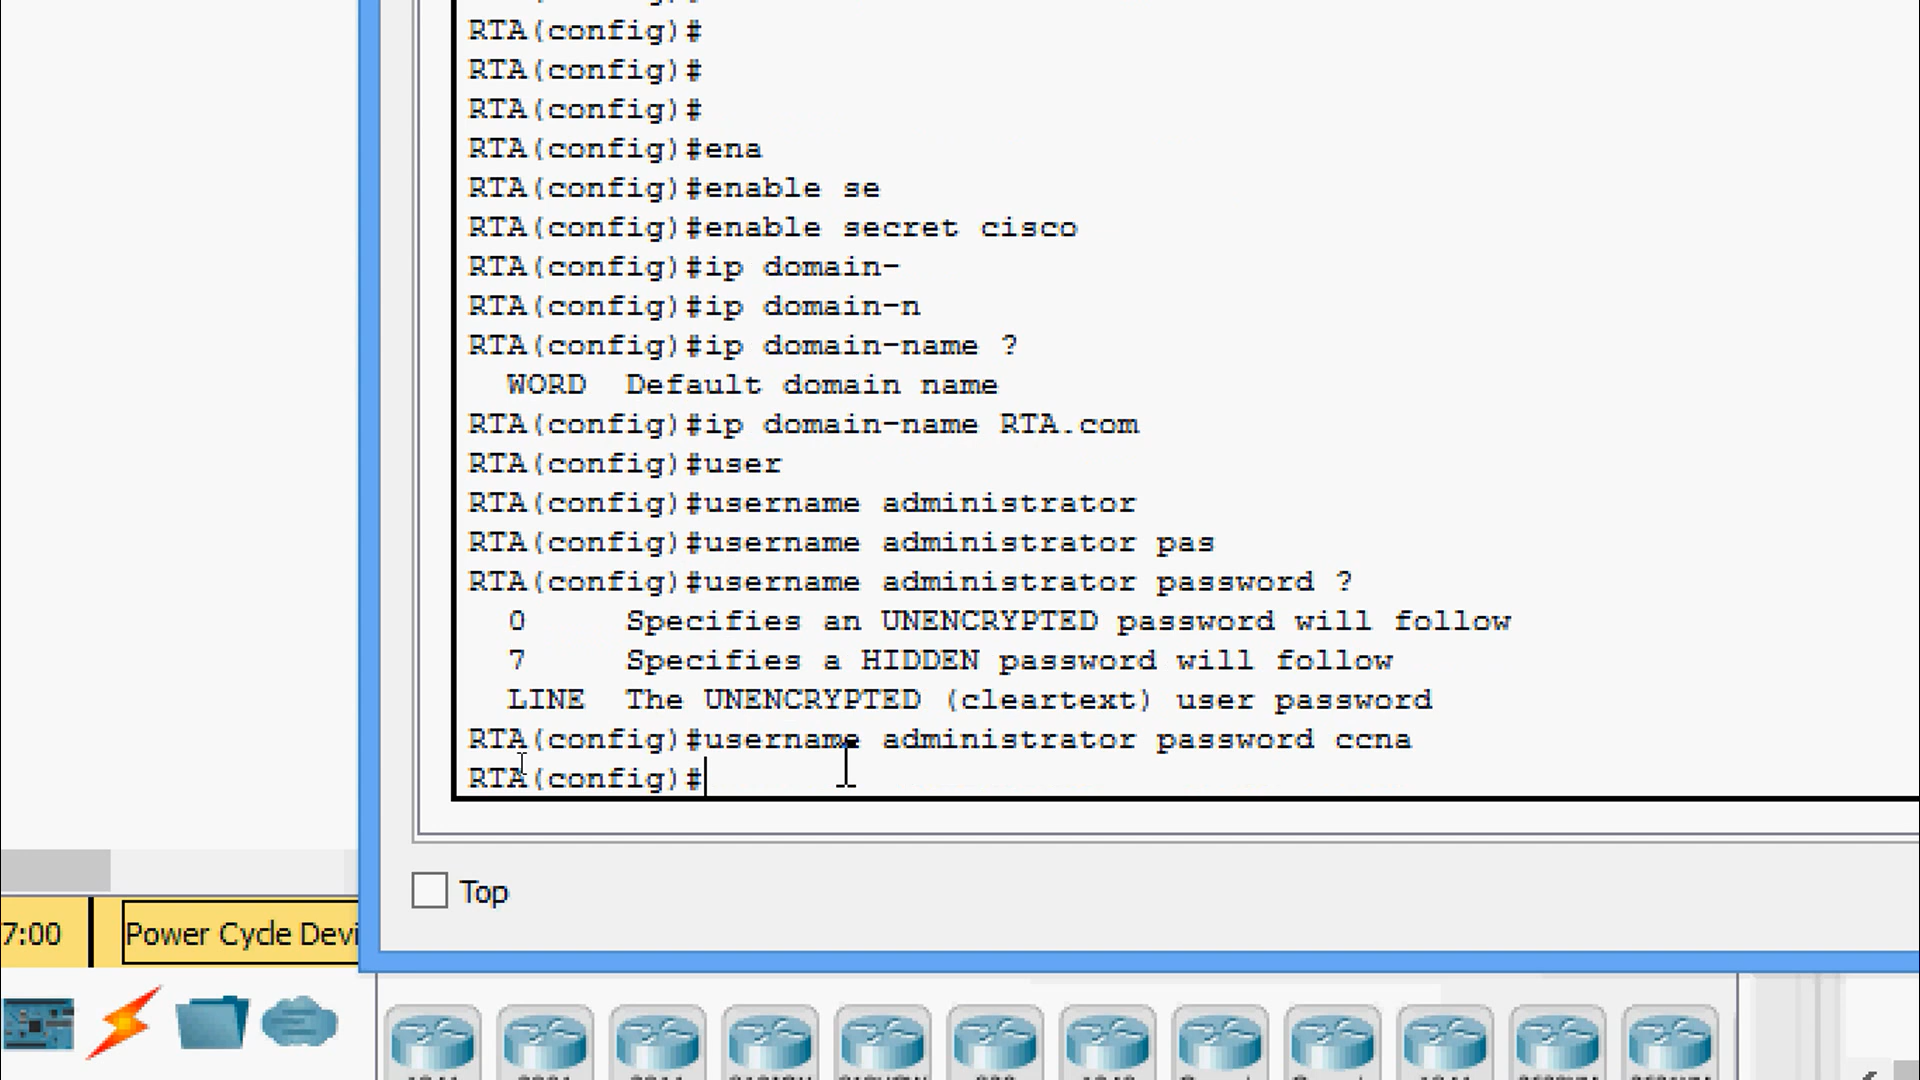 RTA(config)#
RTA(config)#
RTA(config)#
RTA(config)#ena
RTA(config)#enable se
RTA(config)#enable secret cisco
RTA(config)#ip domain-
RTA(config)#ip domain-n
RTA(config)#ip domain-name ?
WORD Default domain name
RTA(config)#ip domain-name RTA.com
RTA(config)#user
RTA(config)#username administrator
RTA(config)#username administrator pas
RTA(config)#username administrator password ?
0 Specifies an UNENCRYPTED password will follow
7 Specifies a HIDDEN password will follow
LINE The UNENCRYPTED (cleartext) user password
RTA(config)#username administrator password ccna
RTA(config)#
Top
7:00 Power Cycle Devi